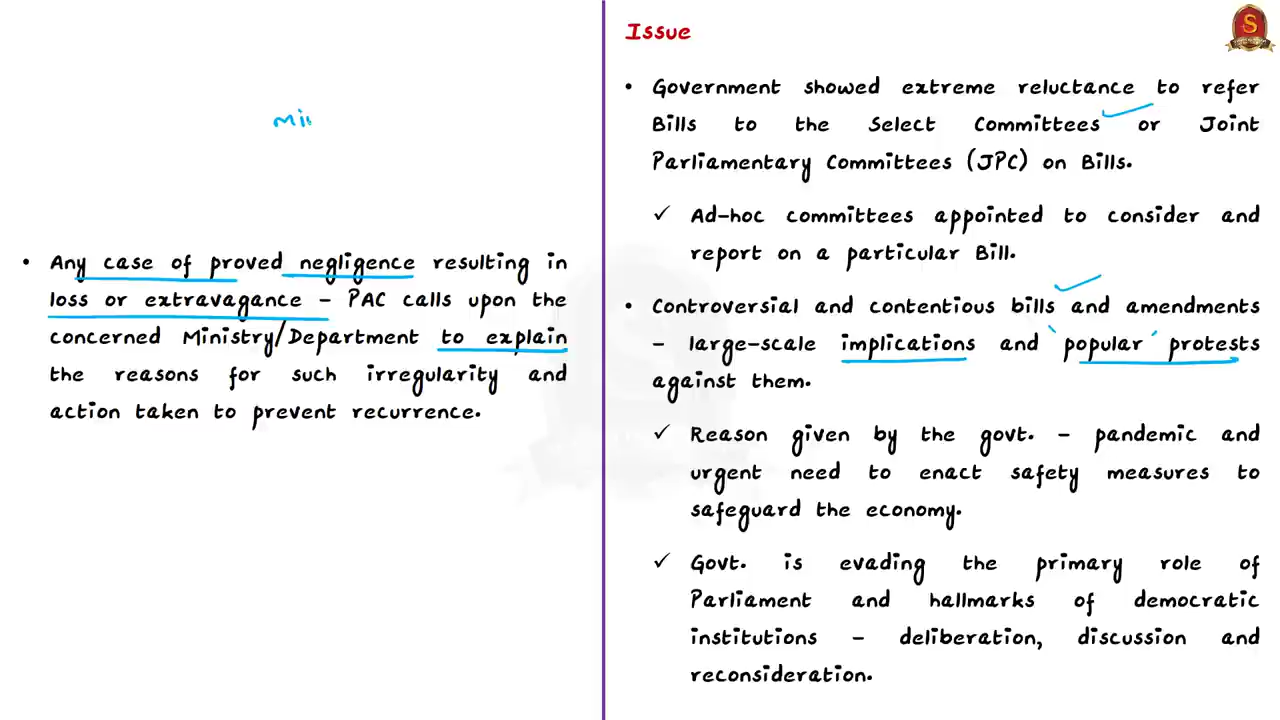 Mii
• Any case of proved negligence resulting in
loss or extravagance – PAC calls upon the
concerned Ministry/Department to explain
the reasons for such irregularity and
action taken to prevent recurrence.
Issue
• Government showed extreme reluctance to refer
Bills to the Select Committees or Joint
Parliamentary Committees (JPC) on Bills.
✓ Ad-hoc committees appointed to consider and
report on a particular Bill.
• Controversial and contentious bills and amendments
– large-scale implications and popular protests
against them.
✓ Reason given by the govt. – pandemic and
urgent need to enact safety measures to
safeguard the economy.
✓ Govt. is evading the primary role of
Parliament and hallmarks of democratic
institutions – deliberation, discussion and
reconsideration.
S